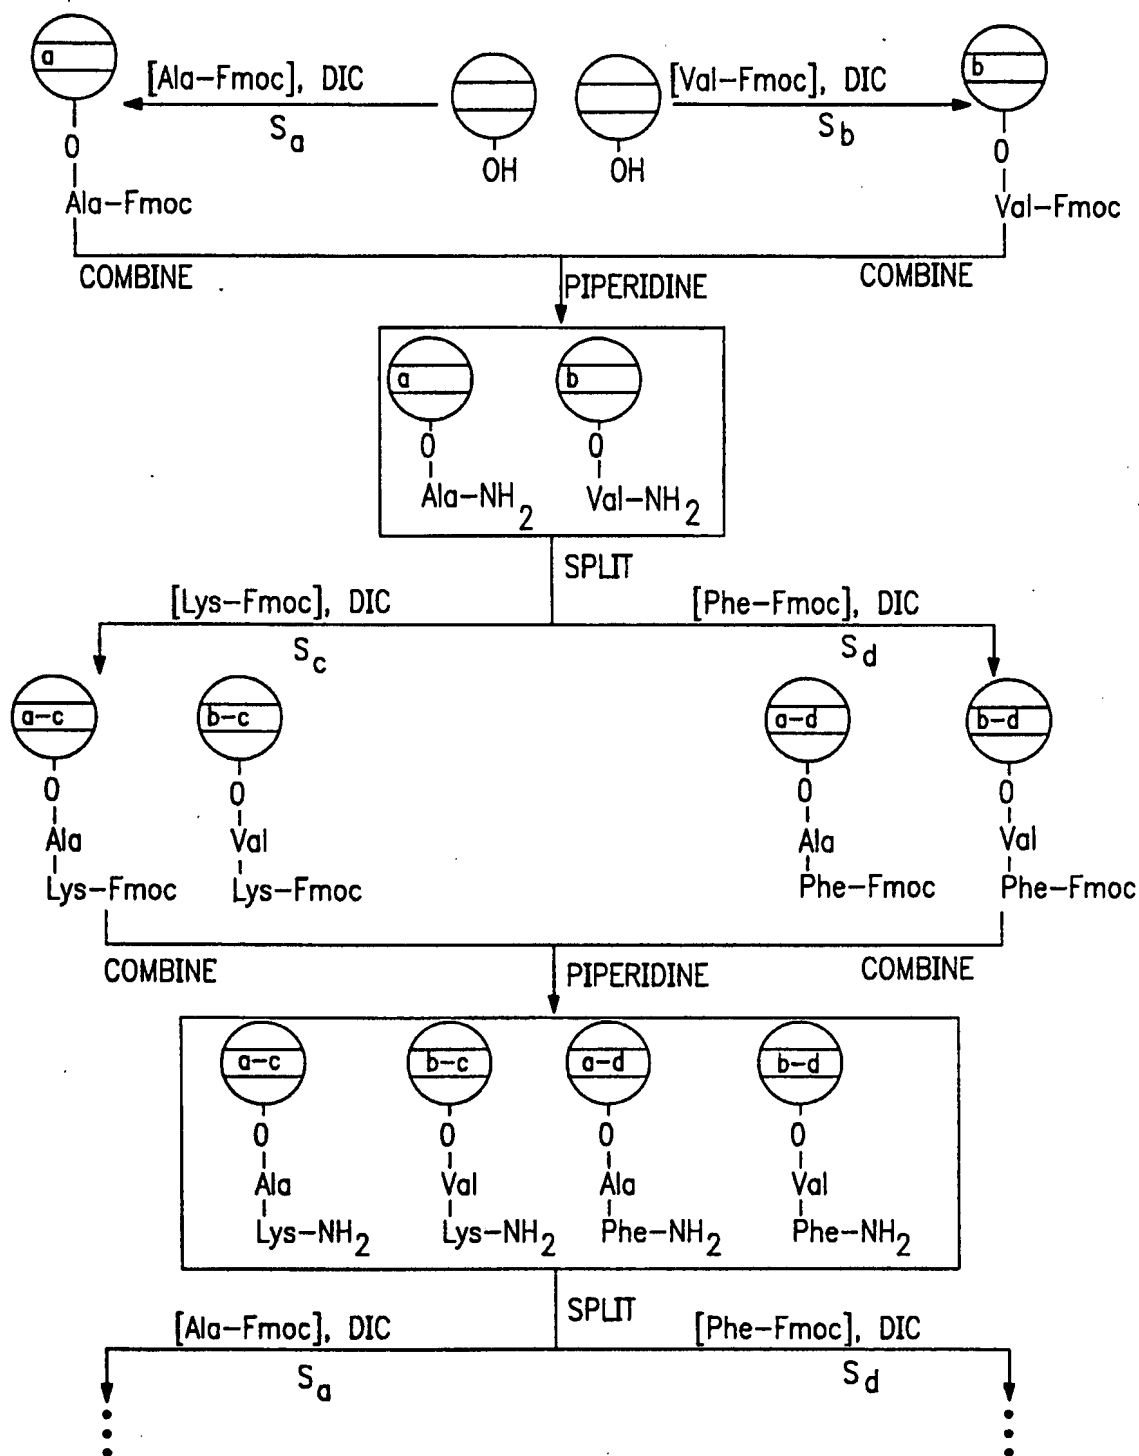 a
[Ala-Fmoc], DIC
[Val-Fmoc], DIC
b
Sa
Sb
O
OH
OH
O
Ala-Fmoc
Val-Fmoc
COMBINE
PIPERIDINE
COMBINE
a
b
O
O
Ala-NH2
Val-NH2
SPLIT
[Lys-Fmoc], DIC
[Phe-Fmoc], DIC
Sc
Sd
a-c
b-c
a-d
b-d
O
O
O
O
Ala
Val
Ala
Val
Lys-Fmoc
Lys-Fmoc
Phe-Fmoc
Phe-Fmoc
COMBINE
PIPERIDINE
COMBINE
a-c
b-c
a-d
b-d
O
O
O
O
Ala
Val
Ala
Val
Lys-NH2
Lys-NH2
Phe-NH2
Phe-NH2
SPLIT
[Ala-Fmoc], DIC
[Phe-Fmoc], DIC
Sa
Sd